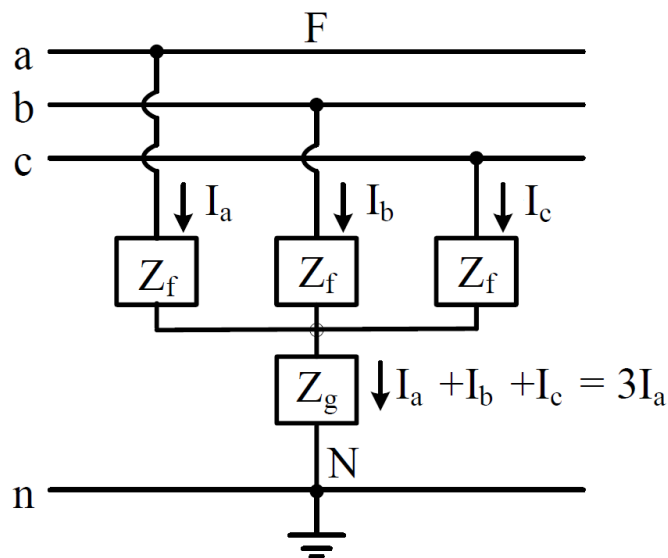 F
a
b
c
I_a
I_b
I_c
Z_f
Z_f
Z_f
Z_g
I_a +I_b +I_c = 3I_a
N
n